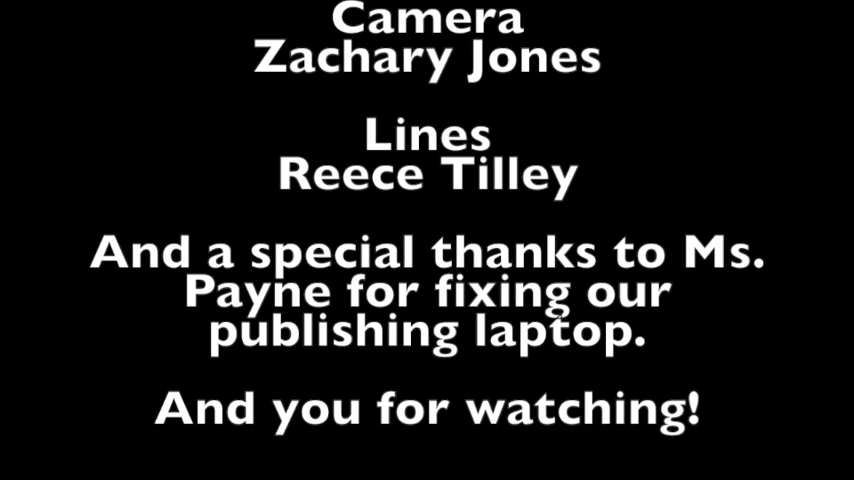 Camera
Zachary Jones
Lines
Reece Tilley
And a special thanks to Ms.
Payne for fixing our
publishing laptop.
And you for watching!